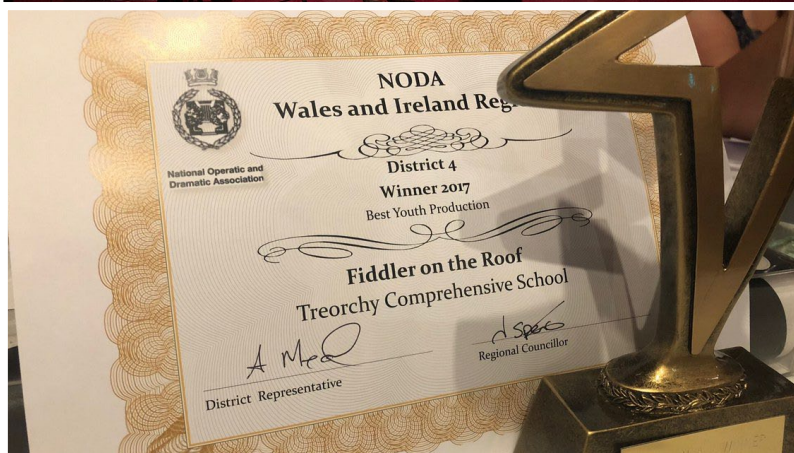 NODA
Wales and Ireland Reg
National Operatic and
Dramatic Association
District 4
Winner 2017
Best Youth Production
Fiddler on the Roof
Treorchy Comprehensive School
District Representative
Regional Councillor